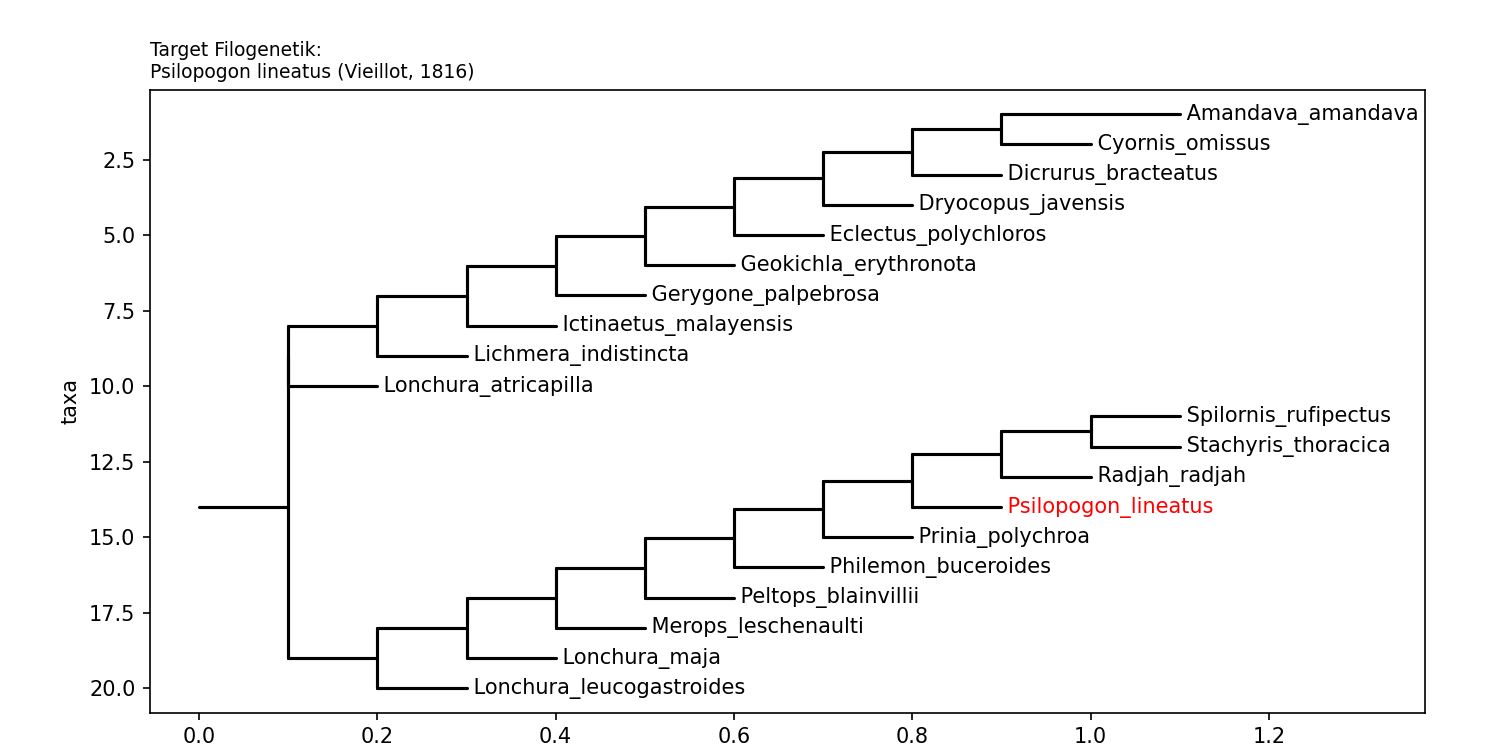 Target Filogenetik:
Psilopogon lineatus (Vieillot, 1816)
Amandava_amandava
Cyornis_omissus
2.5
Dicrurus_bracteatus
Dryocopus_javensis
5.0
Eclectus_polychloros
Geokichla_erythronota
Gerygone_palpebrosa
7.5
Ictinaetus_malayensis
Lichmera_indistincta
10.0
Lonchura_atricapilla
taxa
Spilornis_rufipectus
Stachyris_thoracica
12.5
Radjah_radjah
Psilopogon_lineatus
15.0
Prinia_polychroa
Philemon_buceroides
Peltops_blainvillii
17.5
Merops_leschenaulti
Lonchura_maja
20.0
Lonchura_leucogastroides
0.0 0.2 0.4 0.6 0.8 1.0 1.2